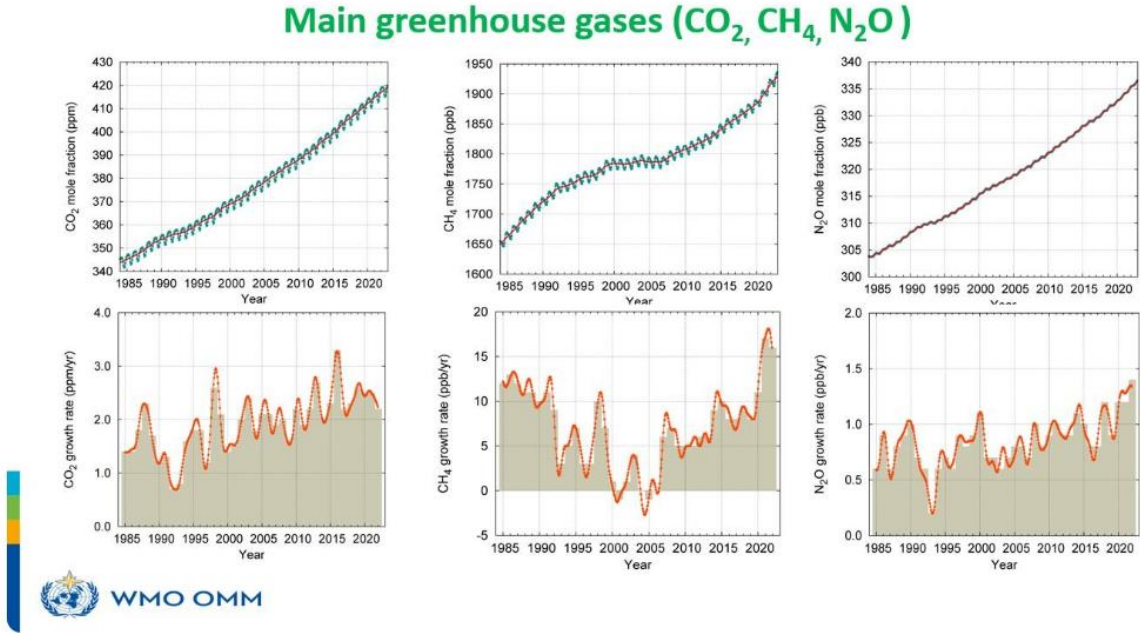 Main greenhouse gases (CO₂, CH₄, N₂O )
430
420
410
400
390
380
370
360
350
340
CO₂ mole fraction (ppm)
1985 1990 1995 2000 2005 2010 2015 2020
Year
1950
1900
1850
1800
1750
1700
1650
1600
CH₄ mole fraction (ppb)
1985 1990 1995 2000 2005 2010 2015 2020
Year
340
335
330
325
320
315
310
305
300
N₂O mole fraction (ppb)
1985 1990 1995 2000 2005 2010 2015 2020
Year
4.0
3.0
2.0
1.0
0.0
CO₂ growth rate (ppm/yr)
1985 1990 1995 2000 2005 2010 2015 2020
Year
20
15
10
5
0
-5
CH₄ growth rate (ppb/yr)
1985 1990 1995 2000 2005 2010 2015 2020
Year
2.0
1.5
1.0
0.5
0.0
N₂O growth rate (ppb/yr)
1985 1990 1995 2000 2005 2010 2015 2020
Year
WMO OMM